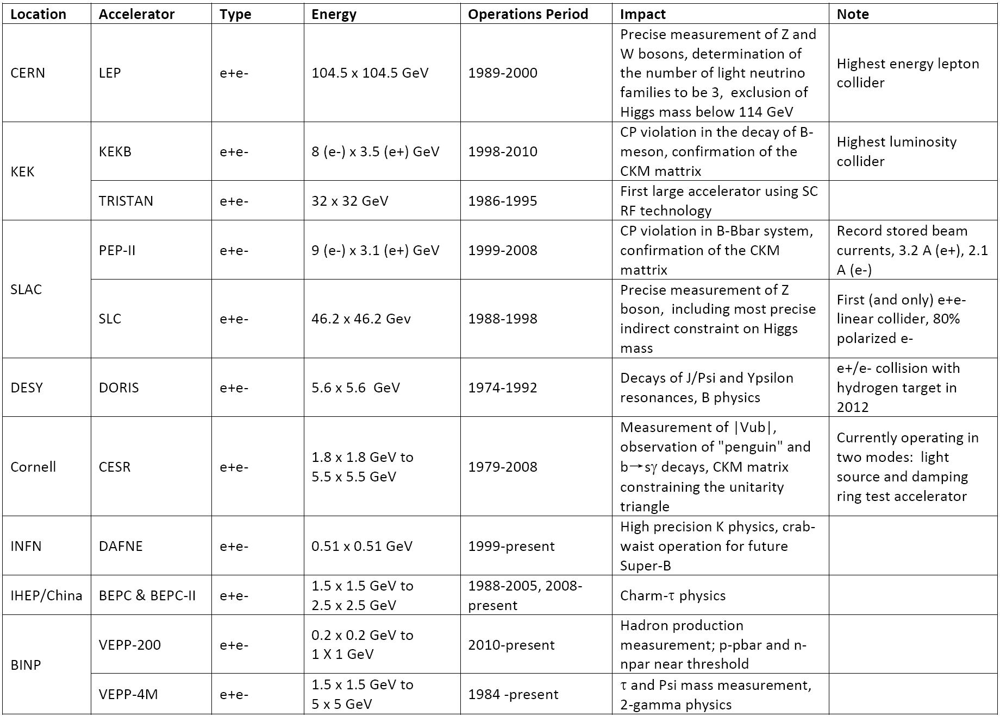 Location Accelerator Type Energy Operations Period Impact Note
CERN LEP e+e- 104.5 x 104.5 GeV 1989-2000
Precise measurement of Z and
W bosons, determination of
the number of light neutrino
families to be 3,  exclusion of
Higgs mass below 114 GeV
Highest energy lepton
collider
KEK
KEKB e+e- 8 (e-) x 3.5 (e+) GeV 1998-2010
CP violation in the decay of B-
meson, confirmation of the
CKM mattrix
Highest luminosity
collider
TRISTAN e+e- 32 x 32 GeV 1986-1995
First large accelerator using SC
RF technology
SLAC
PEP-II e+e- 9 (e-) x 3.1 (e+) GeV 1999-2008
CP violation in B-Bbar system,
confirmation of the CKM
mattrix
Record stored beam
currents, 3.2 A (e+), 2.1
A (e-)
SLC e+e- 46.2 x 46.2 Gev 1988-1998
Precise measurement of Z
boson,  including most precise
indirect constraint on Higgs
mass
First (and only) e+e-
linear collider, 80%
polarized e-
DESY DORIS e+e- 5.6 x 5.6  GeV 1974-1992
Decays of J/Psi and Ypsilon
resonances, B physics
e+/e- collision with
hydrogen target in
2012
Cornell CESR e+e-
1.8 x 1.8 GeV to
5.5 x 5.5 GeV
1979-2008
Measurement of |Vub|,
observation of "penguin" and
b→sγ decays, CKM matrix
constraining the unitarity
triangle
Currently operating in
two modes:  light
source and damping
ring test accelerator
INFN DAFNE e+e- 0.51 x 0.51 GeV 1999-present
High precision K physics, crab-
waist operation for future
Super-B
IHEP/China BEPC & BEPC-II e+e-
1.5 x 1.5 GeV to
2.5 x 2.5 GeV
1988-2005, 2008-
present
Charm-τ physics
BINP
VEPP-200 e+e-
0.2 x 0.2 GeV to
1 X 1 GeV
2010-present
Hadron production
measurement; p-pbar and n-
npar near threshold
VEPP-4M e+e-
1.5 x 1.5 GeV to
5 x 5 GeV
1984 -present
τ and Psi mass measurement,
2-gamma physics